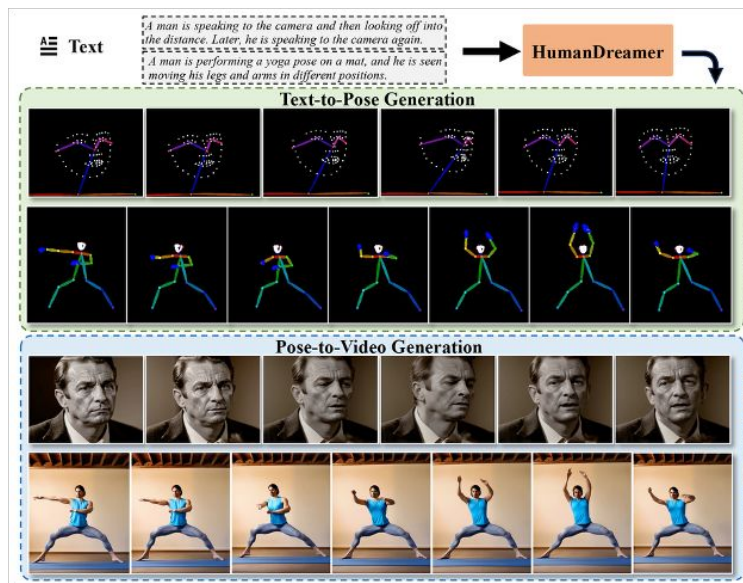 Text
A man is speaking to the camera and then looking off into
the distance. Later, he is speaking to the camera again.
A man is performing a yoga pose on a mat, and he is seen
moving his legs and arms in different positions.
HumanDreamer
Text-to-Pose Generation
Pose-to-Video Generation